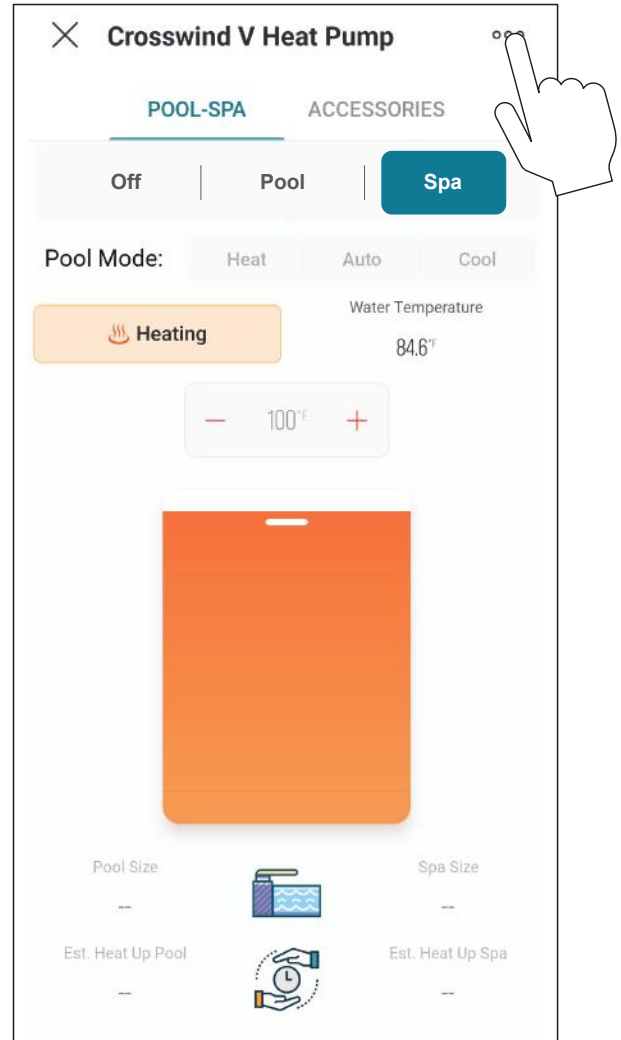 Crosswind V Heat Pump
POOL-SPA ACCESSORIES
Off Pool Spa
Pool Mode: Heat Auto Cool
Water Temperature
Heating 84.6°F
— 100°F +
Pool Size Spa Size
-- --
Est. Heat Up Pool Est. Heat Up Spa
-- --